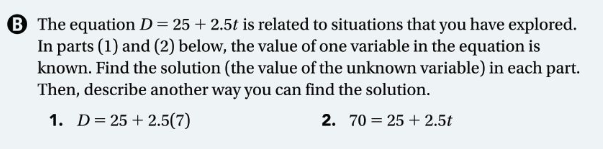 B The equation D = 25 + 2.5t is related to situations that you have explored.
In parts (1) and (2) below, the value of one variable in the equation is
known. Find the solution (the value of the unknown variable) in each part.
Then, describe another way you can find the solution.
1. D = 25 + 2.5(7) 2. 70 = 25 + 2.5t